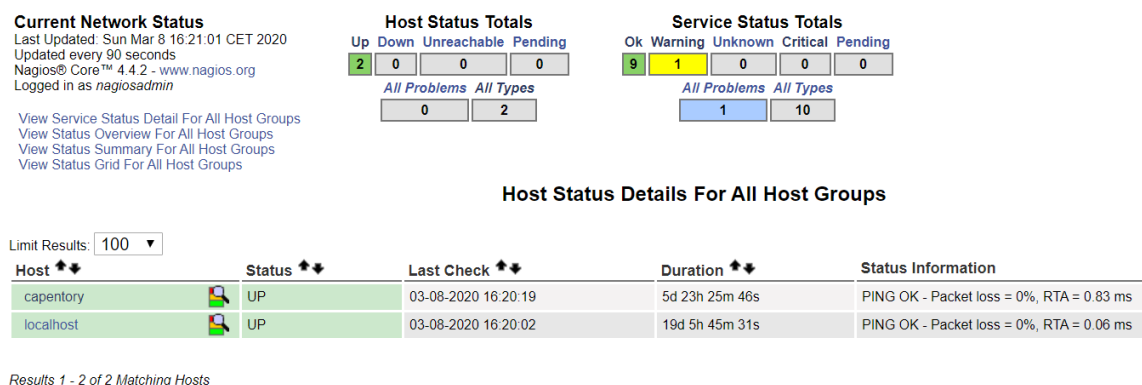 Current Network Status
Last Updated: Sun Mar 8 16:21:01 CET 2020
Updated every 90 seconds
Nagios® Core™ 4.4.2 - www.nagios.org
Logged in as nagiosadmin
View Service Status Detail For All Host Groups
View Status Overview For All Host Groups
View Status Summary For All Host Groups
View Status Grid For All Host Groups
Host Status Totals
Up Down Unreachable Pending
2 0 0 0
All Problems All Types
0 2
Service Status Totals
Ok Warning Unknown Critical Pending
9 1 0 0 0
All Problems All Types
1 10
Host Status Details For All Host Groups
Limit Results: 100
Host Status Last Check Duration Status Information
capentory UP 03-08-2020 16:20:19 5d 23h 25m 46s PING OK - Packet loss = 0%, RTA = 0.83 ms
localhost UP 03-08-2020 16:20:02 19d 5h 45m 31s PING OK - Packet loss = 0%, RTA = 0.06 ms
Results 1 - 2 of 2 Matching Hosts